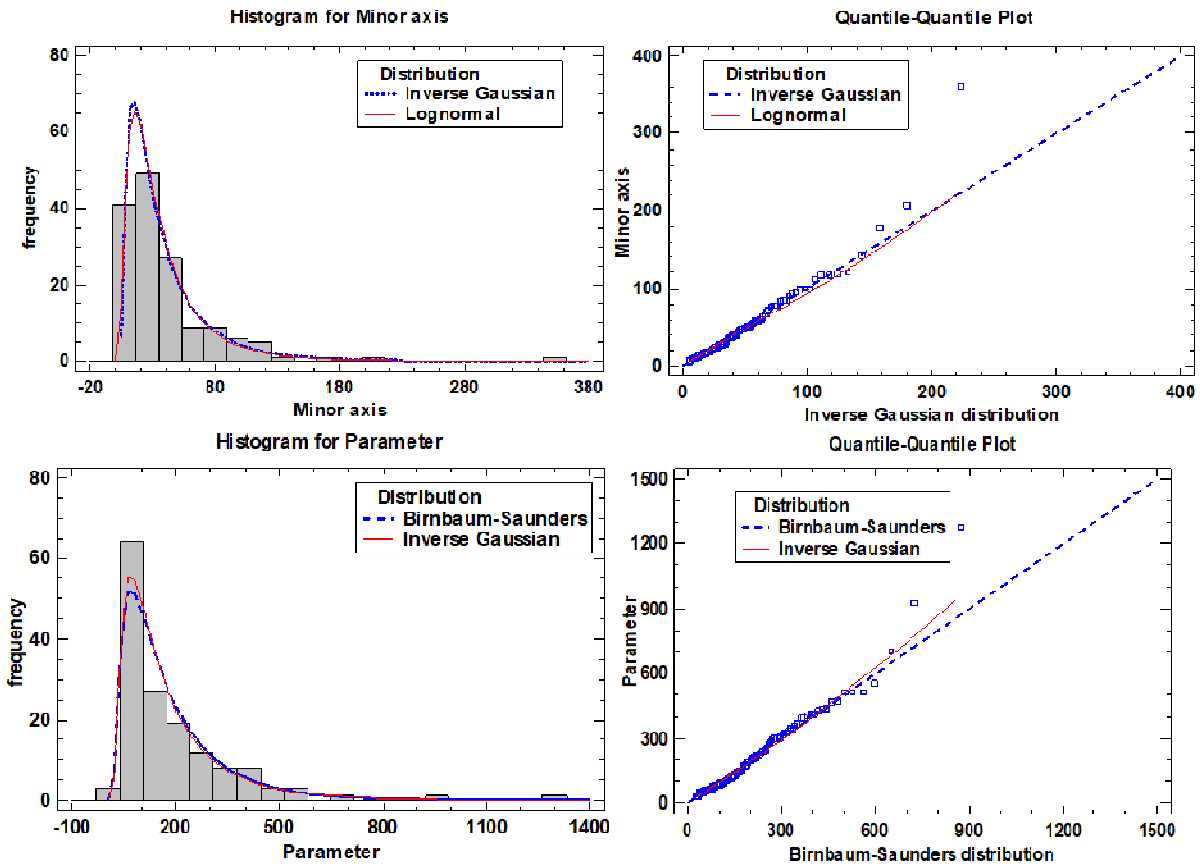 Histogram for Minor axis
80
60
40
20
0
frequency
-20 80 180 280 380
Minor axis
Distribution
Inverse Gaussian
Lognormal
Quantile-Quantile Plot
400
300
200
100
0
Minor axis
0 100 200 300 400
Inverse Gaussian distribution
Distribution
Inverse Gaussian
Lognormal
Histogram for Parameter
80
60
40
20
0
frequency
-100 200 500 800 1100 1400
Parameter
Distribution
Birnbaum-Saunders
Inverse Gaussian
Quantile-Quantile Plot
1500
1200
900
600
300
0
Parameter
0 300 600 900 1200 1500
Birnbaum-Saunders distribution
Distribution
Birnbaum-Saunders
Inverse Gaussian